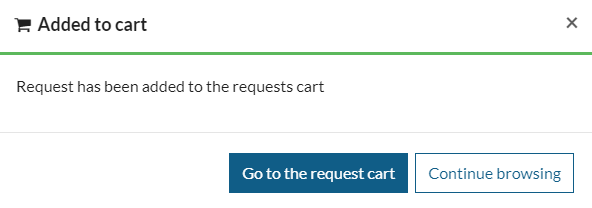 Added to cart ×
Request has been added to the requests cart
Go to the request cart Continue browsing